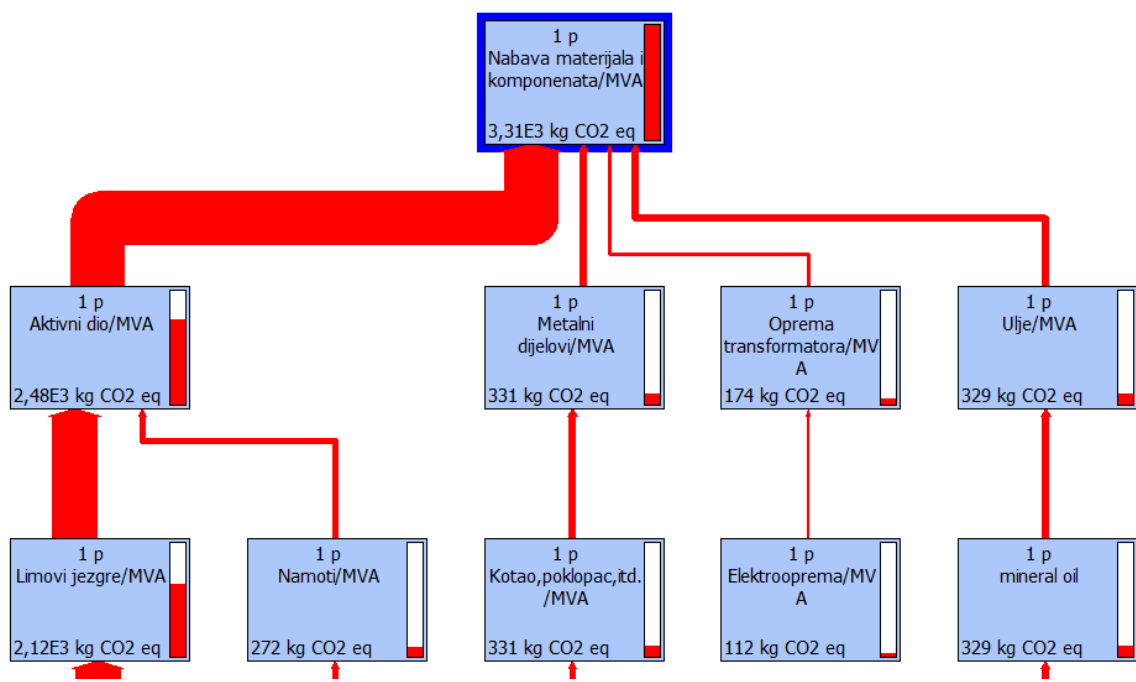 1 p
Nabava materijala i
komponenata/MVA
3,31E3 kg CO2 eq
1 p
Aktivni dio/MVA
2,48E3 kg CO2 eq
1 p
Metalni
dijelovi/MVA
331 kg CO2 eq
1 p
Oprema
transformatora/MV
A
174 kg CO2 eq
1 p
Ulje/MVA
329 kg CO2 eq
1 p
Limovi jezgre/MVA
2,12E3 kg CO2 eq
1 p
Namoti/MVA
272 kg CO2 eq
1 p
Kotao,poklopac,itd.
/MVA
331 kg CO2 eq
1 p
Elektrooprema/MV
A
112 kg CO2 eq
1 p
mineral oil
329 kg CO2 eq